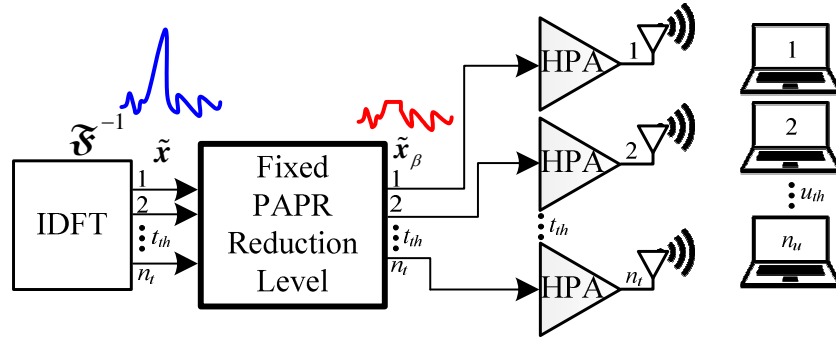 𝕱̃⁻¹
x̃
IDFT
1
2
t_th
n_t
Fixed
PAPR
Reduction
Level
x̃_β
1
2
t_th
n_t
HPA
1
HPA
2
t_th
HPA
n_t
1
2
u_th
n_u